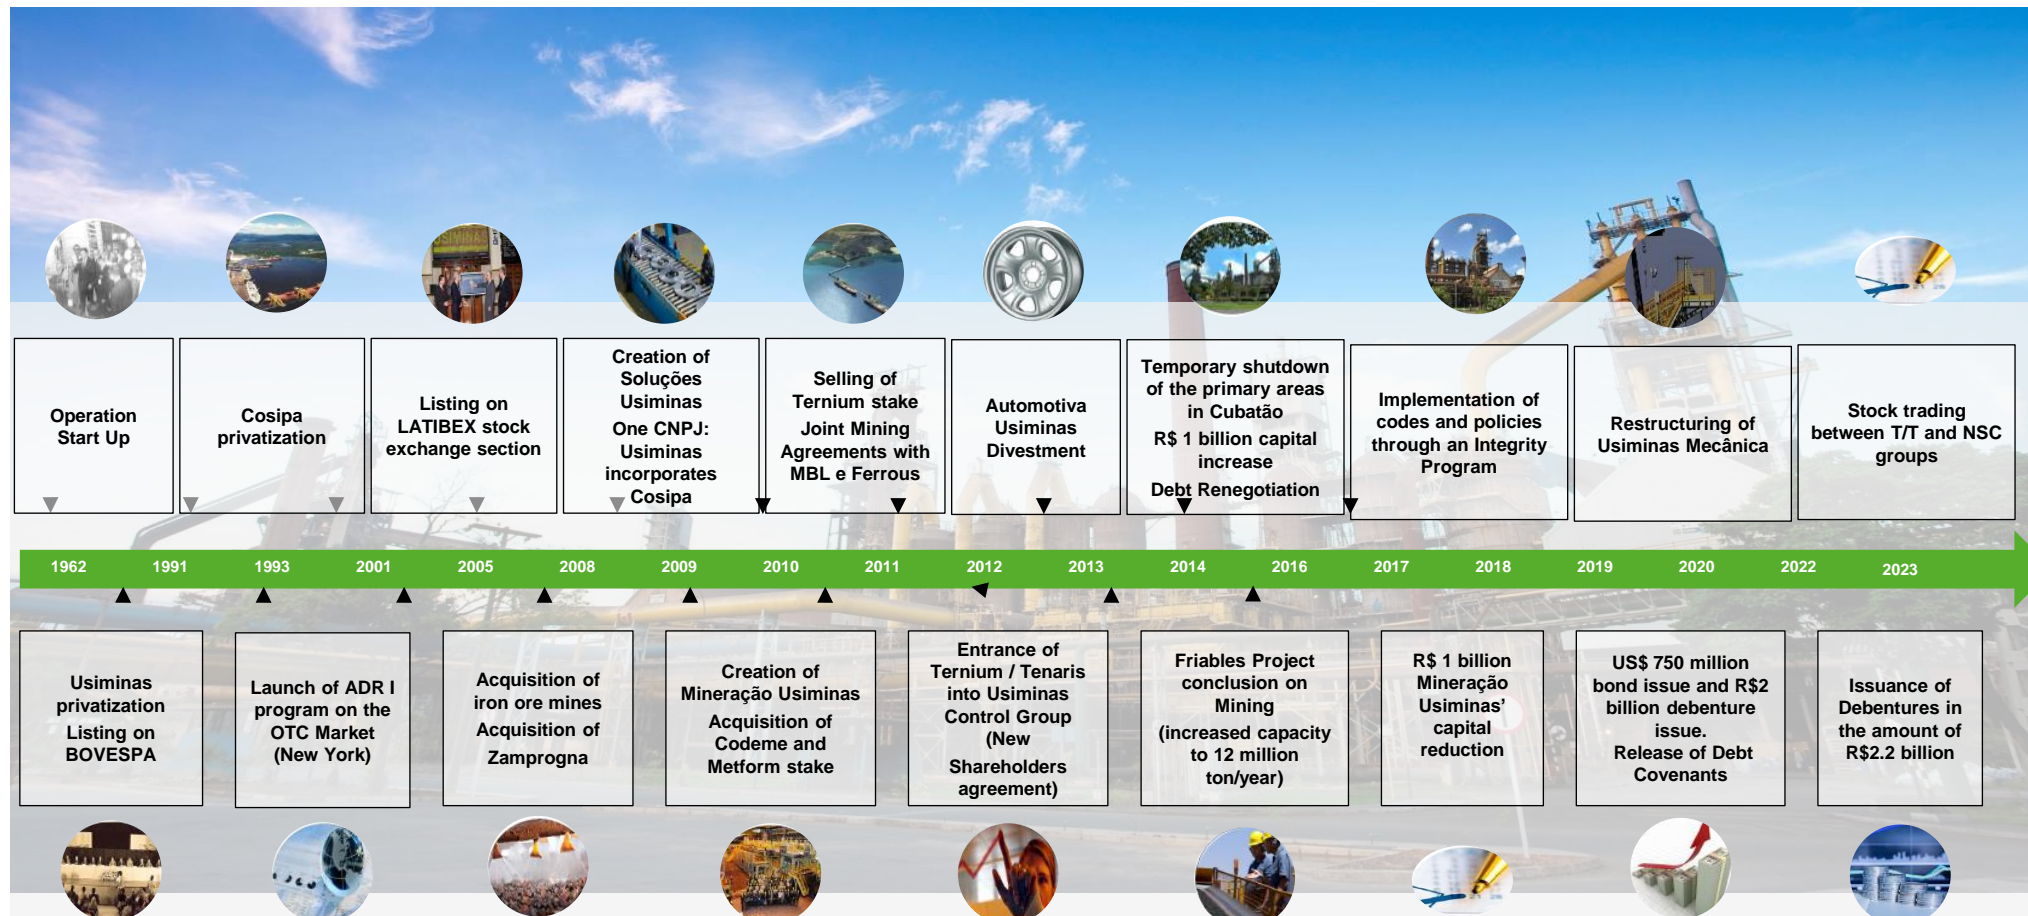 Operation
Start Up
Cosipa
privatization
Listing on
LATIBEX stock
exchange section
Creation of
Soluções
Usiminas
One CNPJ:
Usiminas
incorporates
Cosipa
Selling of
Ternium stake
Joint Mining
Agreements with
MBL e Ferrous
Automotiva
Usiminas
Divestment
Temporary shutdown
of the primary areas
in Cubatão
R$ 1 billion capital
increase
Debt Renegotiation
Implementation of
codes and policies
through an Integrity
Program
Restructuring of
Usiminas Mecânica
Stock trading
between T/T and NSC
groups
1962 1991 1993 2001 2005 2008 2009 2010 2011 2012 2013 2014 2016 2017 2018 2019 2020 2022 2023
Usiminas
privatization
Listing on
BOVESPA
Launch of ADR I
program on the
OTC Market
(New York)
Acquisition of
iron ore mines
Acquisition of
Zamprogna
Creation of
Mineração Usiminas
Acquisition of
Codeme and
Metform stake
Entrance of
Ternium / Tenaris
into Usiminas
Control Group
(New
Shareholders
agreement)
Friables Project
conclusion on
Mining
(increased capacity
to 12 million
ton/year)
R$ 1 billion
Mineração
Usiminas’
capital
reduction
US$ 750 million
bond issue and R$2
billion debenture
issue.
Release of Debt
Covenants
Issuance of
Debentures in
the amount of
R$2.2 billion